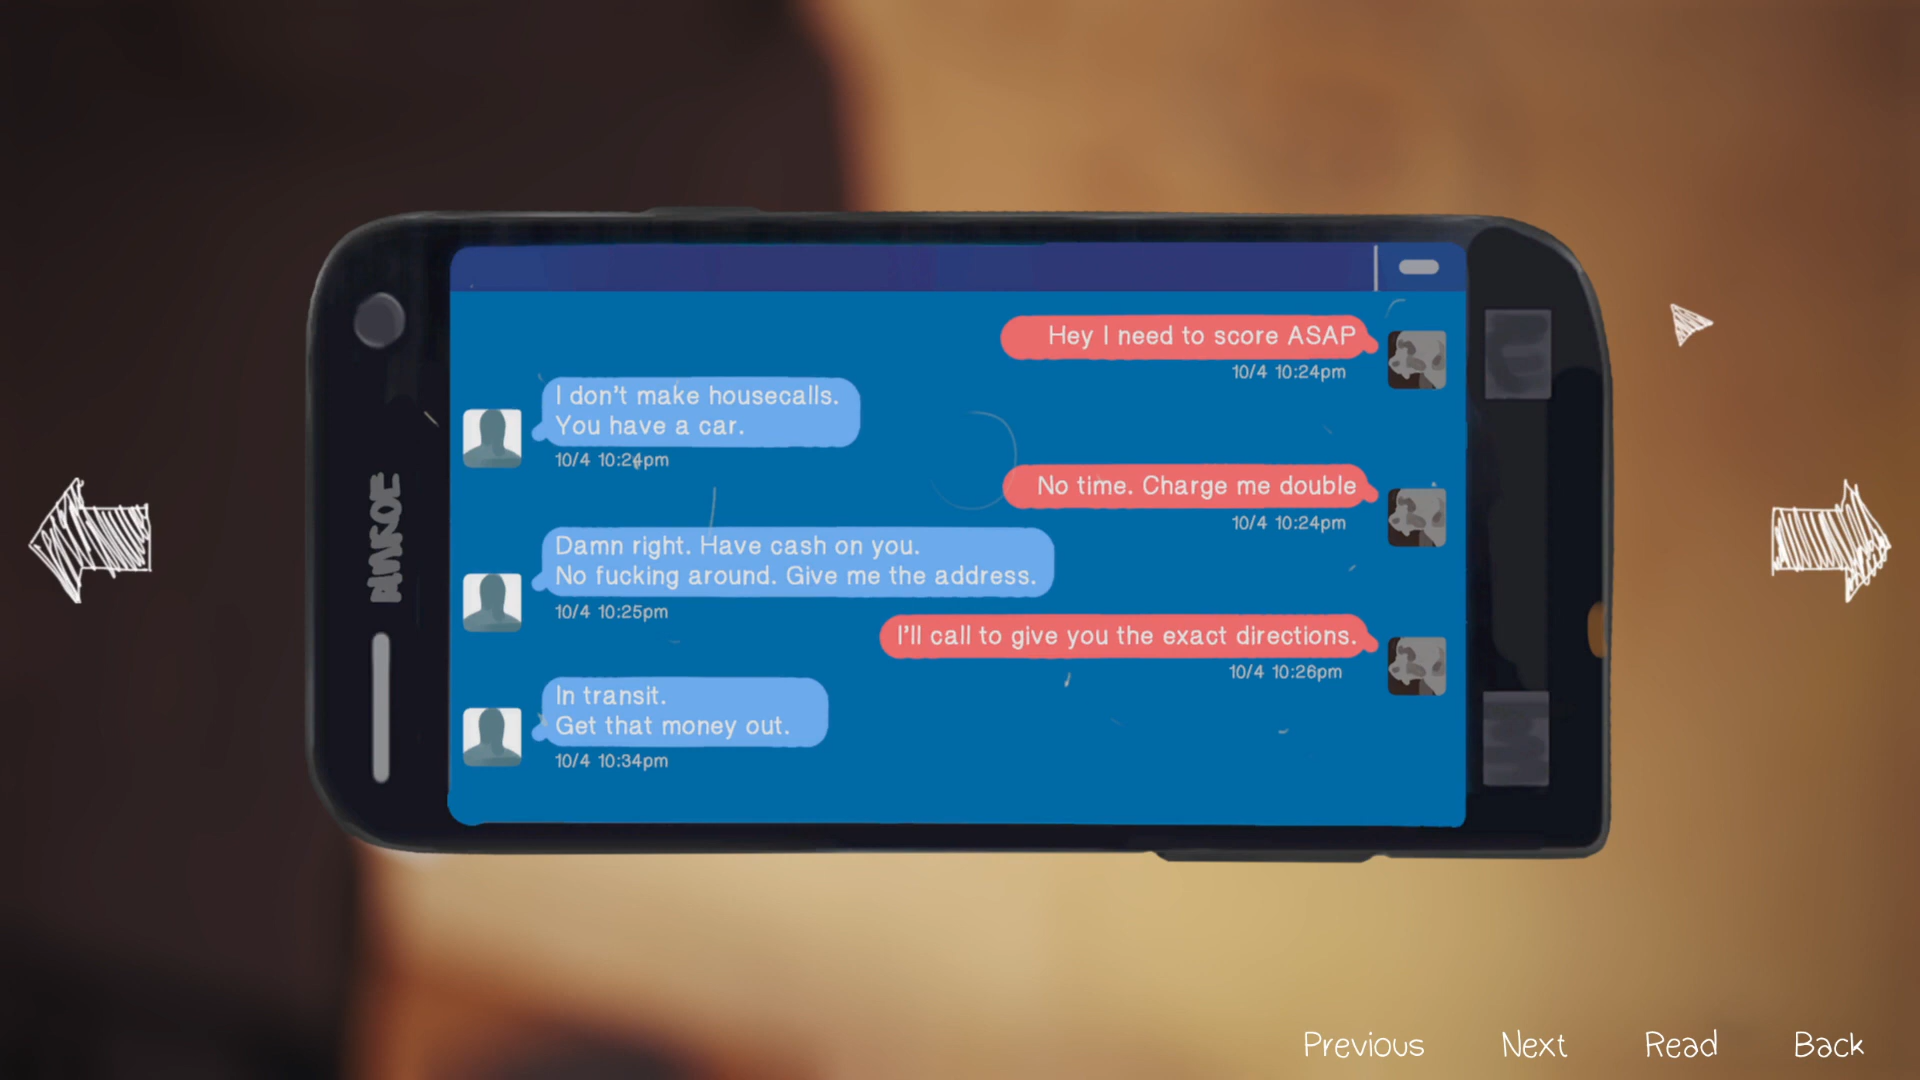 Hey I need to score ASAP
10/4 10:24pm
I don't make housecalls.
You have a car.
10/4 10:24pm
No time. Charge me double
10/4 10:24pm
Damn right. Have cash on you.
No fucking around. Give me the address.
10/4 10:25pm
I'll call to give you the exact directions.
10/4 10:26pm
In transit.
Get that money out.
10/4 10:34pm
Previous
Next
Read
Back